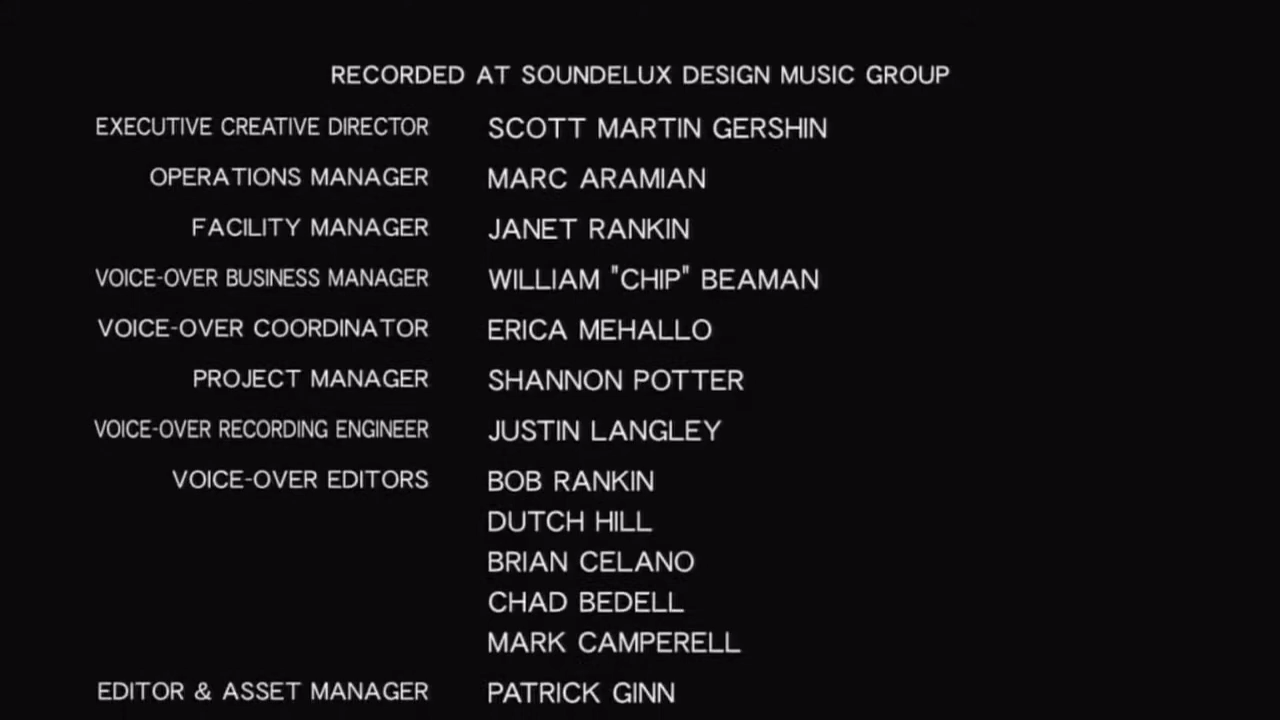 RECORDED AT SOUNDELUX DESIGN MUSIC GROUP
EXECUTIVE CREATIVE DIRECTOR SCOTT MARTIN GERSHIN
OPERATIONS MANAGER MARC ARAMIAN
FACILITY MANAGER JANET RANKIN
VOICE-OVER BUSINESS MANAGER WILLIAM "CHIP" BEAMAN
VOICE-OVER COORDINATOR ERICA MEHALLO
PROJECT MANAGER SHANNON POTTER
VOICE-OVER RECORDING ENGINEER JUSTIN LANGLEY
VOICE-OVER EDITORS BOB RANKIN
DUTCH HILL
BRIAN CELANO
CHAD BEDELL
MARK CAMPERELL
EDITOR & ASSET MANAGER PATRICK GINN